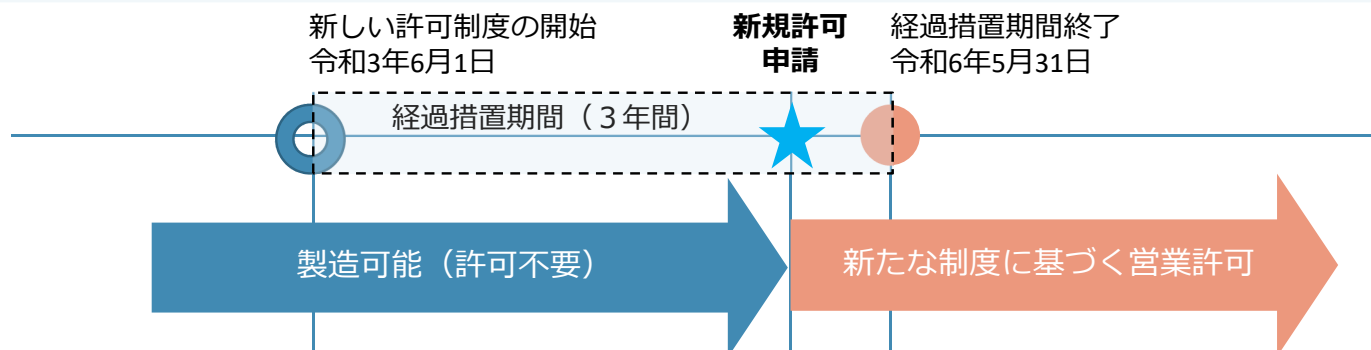 新しい許可制度の開始
令和3年6月1日
新規許可
申請
経過措置期間終了
令和6年5月31日
経過措置期間（３年間）
製造可能（許可不要）
新たな制度に基づく営業許可